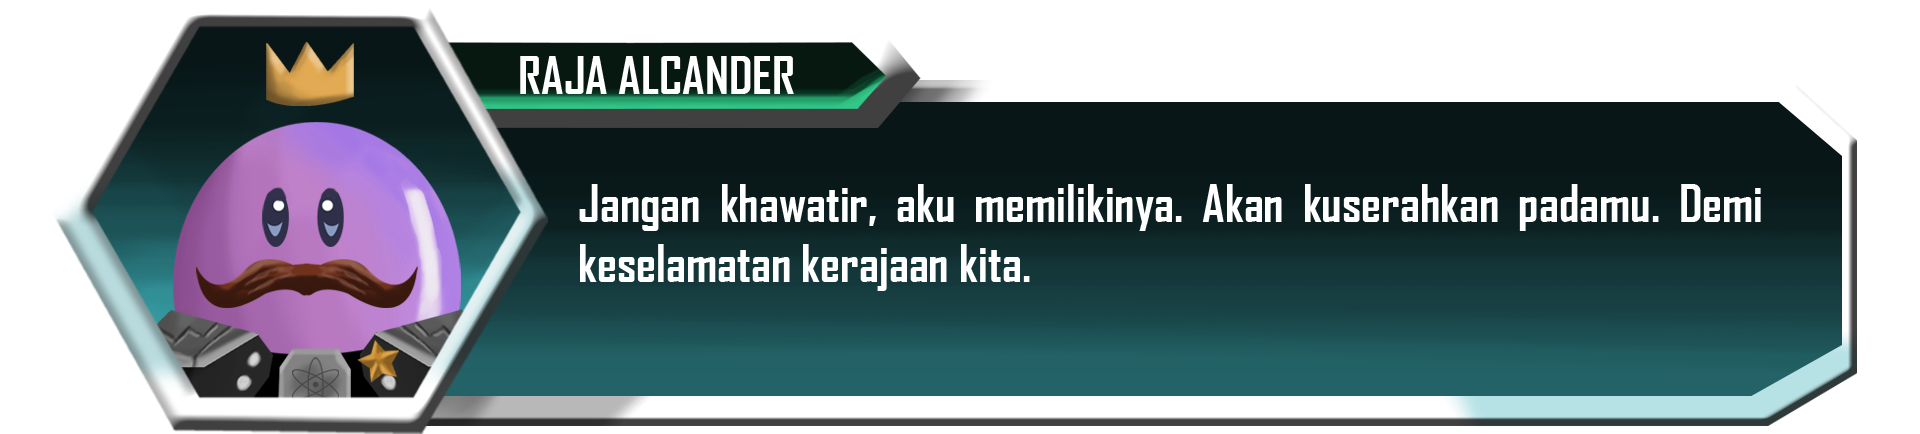 RAJA ALCANDER
Jangan khawatir, aku memilikinya. Akan kuserahkan padamu. Demi
keselamatan kerajaan kita.